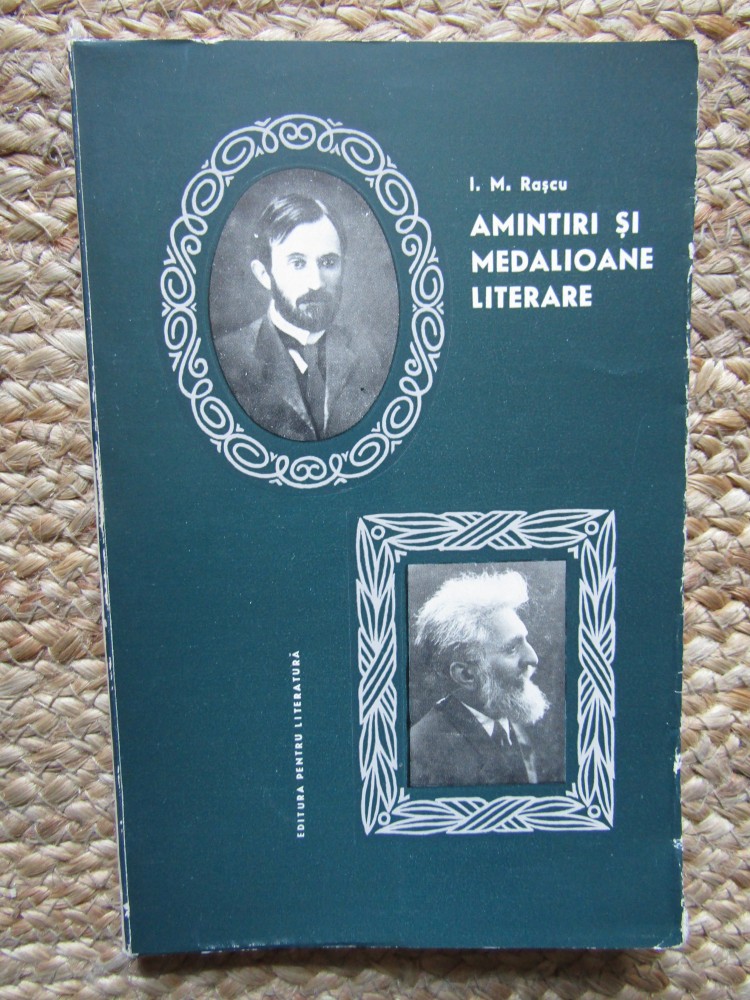 I. M. Rașcu
AMINTIRI ȘI
MEDALIOANE
LITERARE
EDITURA PENTRU LITERATURĂ